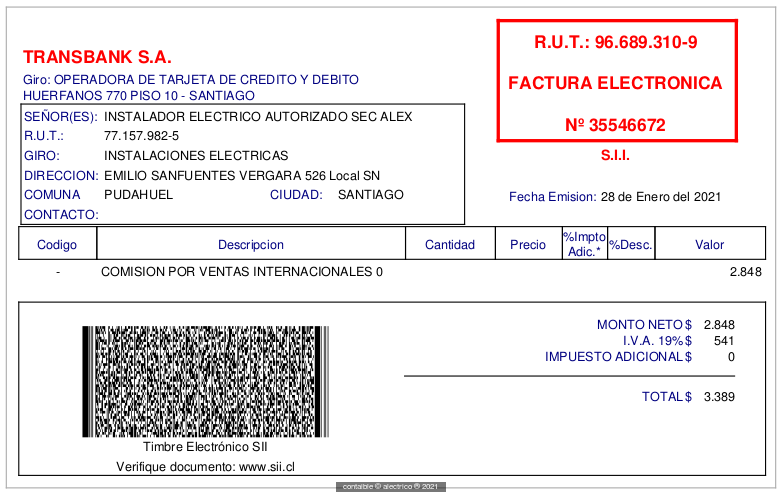 TRANSBANK S.A.
Giro: OPERADORA DE TARJETA DE CREDITO Y DEBITO
HUERFANOS 770 PISO 10 - SANTIAGO
R.U.T.: 96.689.310-9
FACTURA ELECTRONICA
Nº 35546672
S.I.I.
SEÑOR(ES): INSTALADOR ELECTRICO AUTORIZADO SEC ALEX
R.U.T.: 77.157.982-5
GIRO: INSTALACIONES ELECTRICAS
DIRECCION: EMILIO SANFUENTES VERGARA 526 Local SN
COMUNA PUDAHUEL CIUDAD: SANTIAGO
CONTACTO:
Fecha Emision: 28 de Enero del 2021
Codigo Descripcion Cantidad Precio %Impto Adic.* %Desc. Valor
- COMISION POR VENTAS INTERNACIONALES 0 2.848
MONTO NETO $ 2.848
I.V.A. 19% $ 541
IMPUESTO ADICIONAL $ 0
TOTAL $ 3.389
Timbre Electrónico SII
Verifique documento: www.sii.cl
contaible © alectrico ® 2021